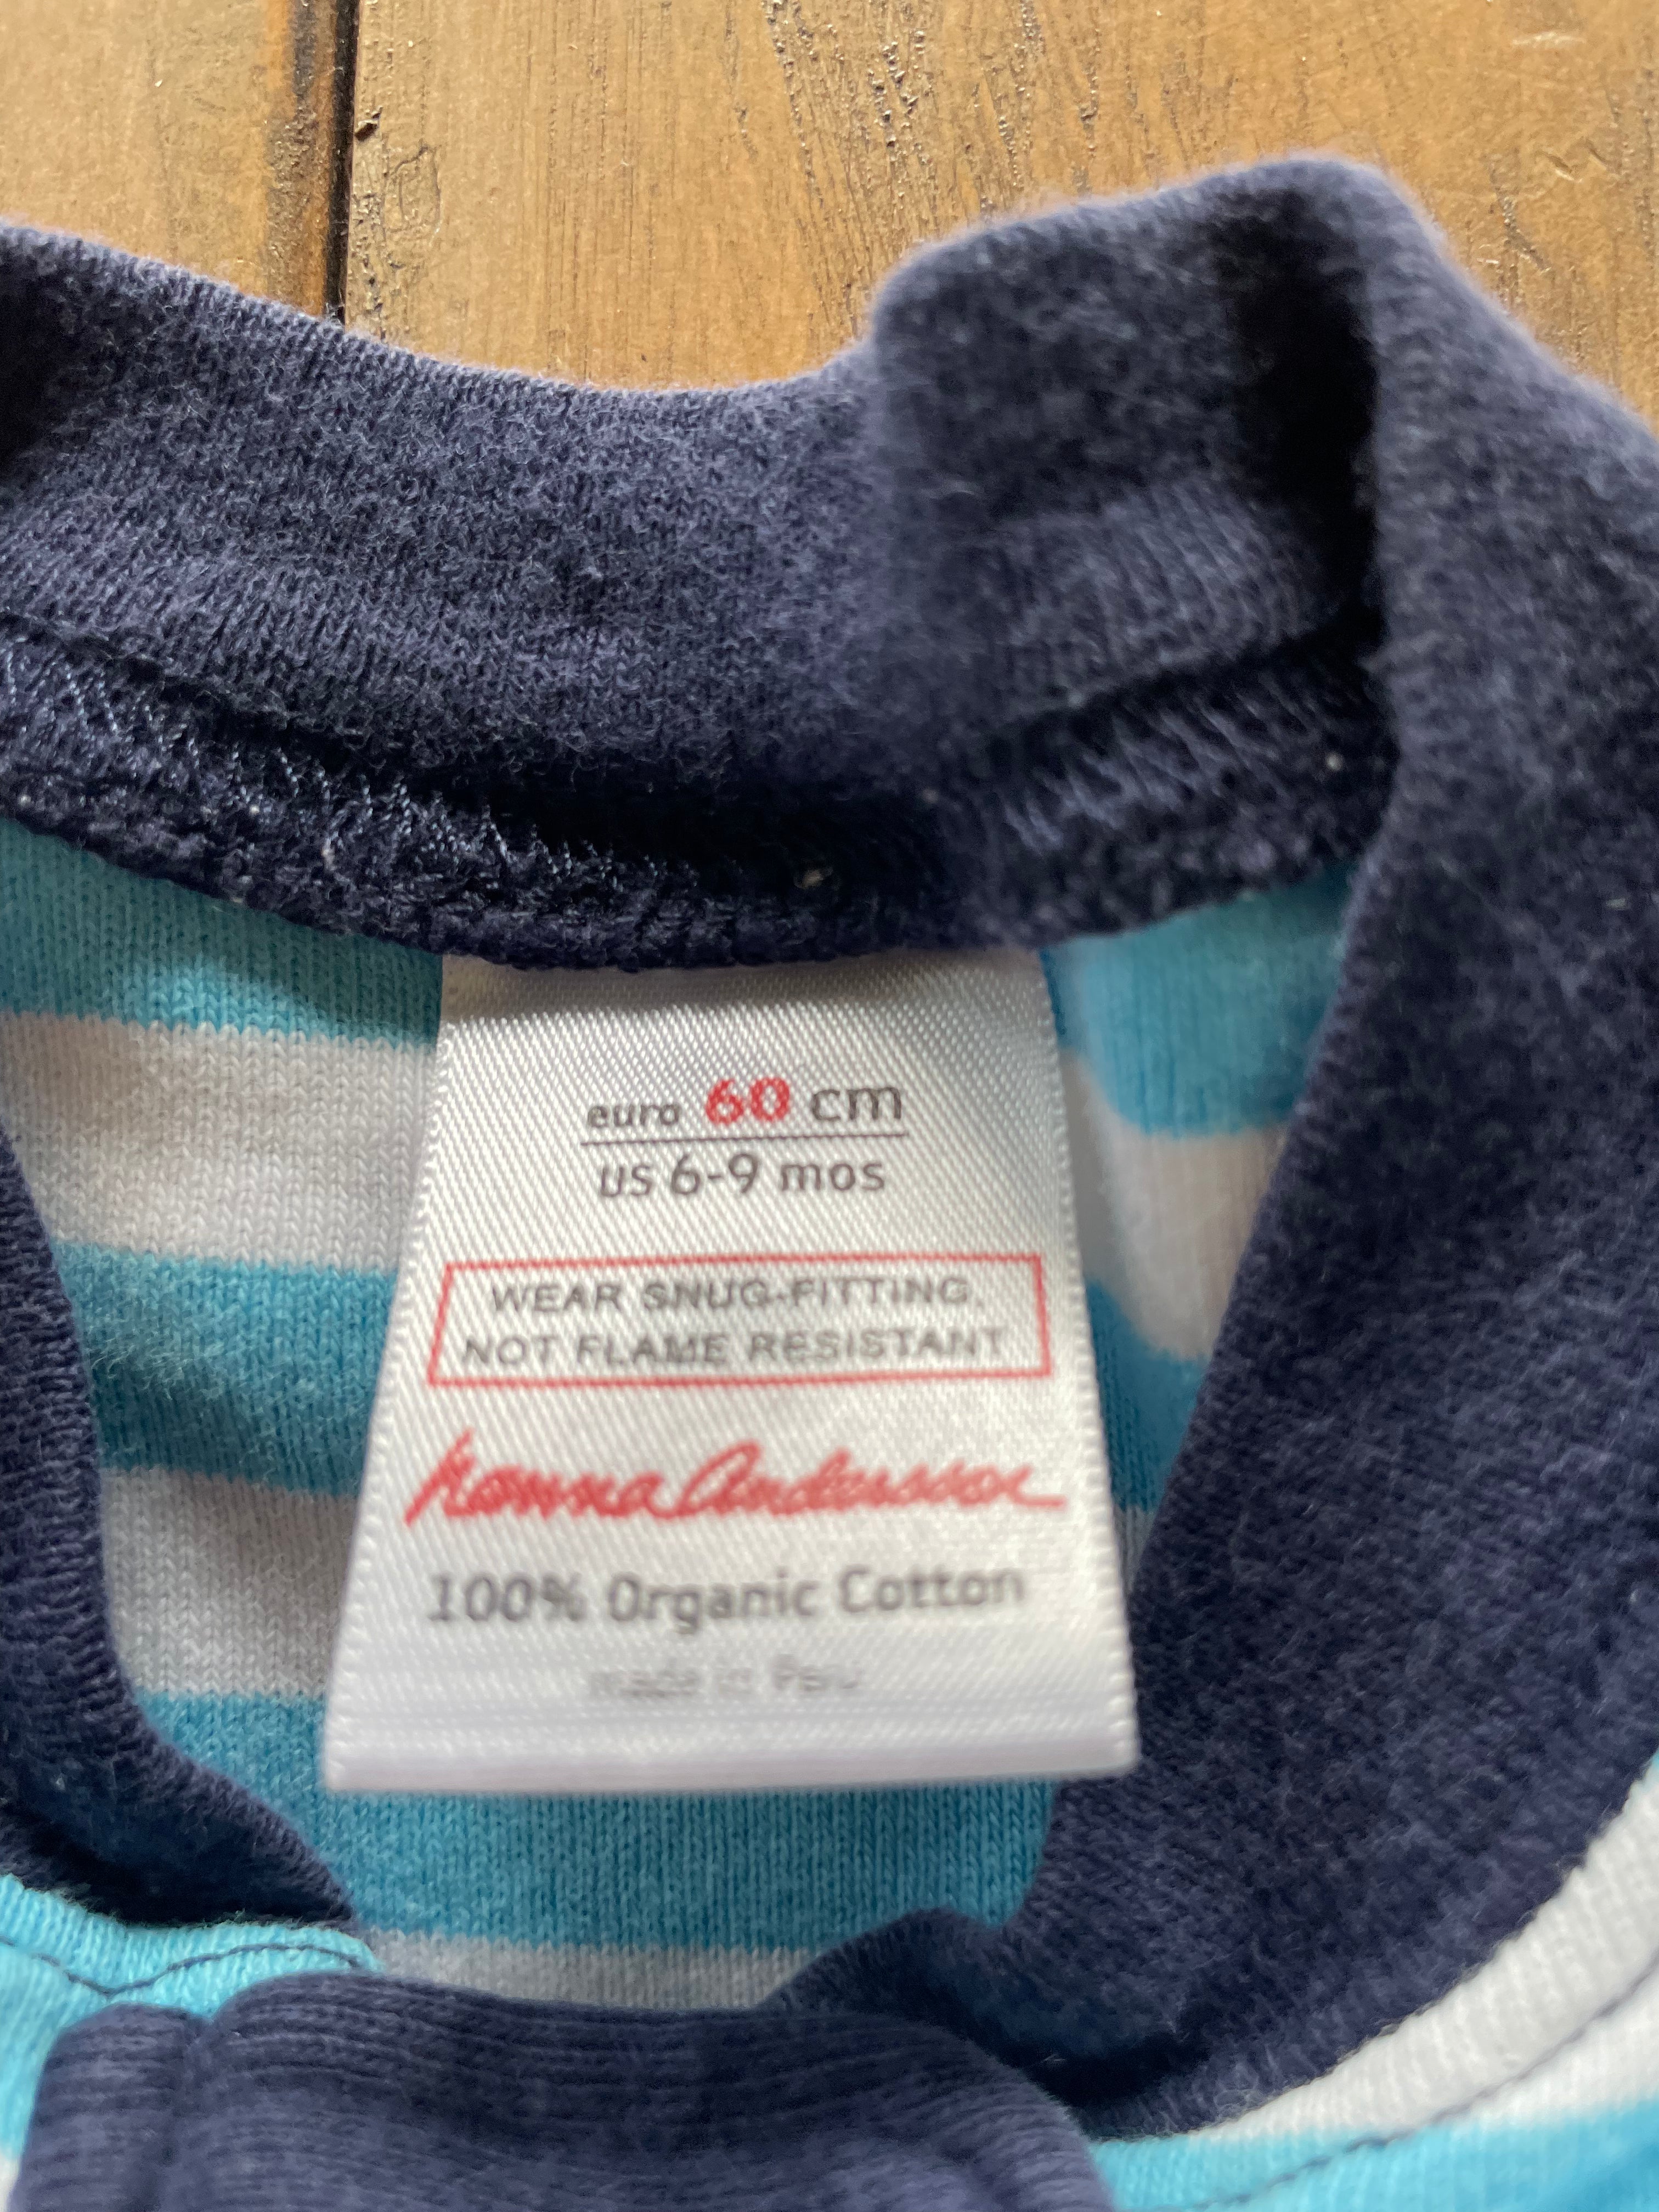 euro 60 cm
US 6-9 mos
WEAR SNUG-FITTING,
NOT FLAME RESISTANT
hanna andersson
100% Organic Cotton
made in Peru